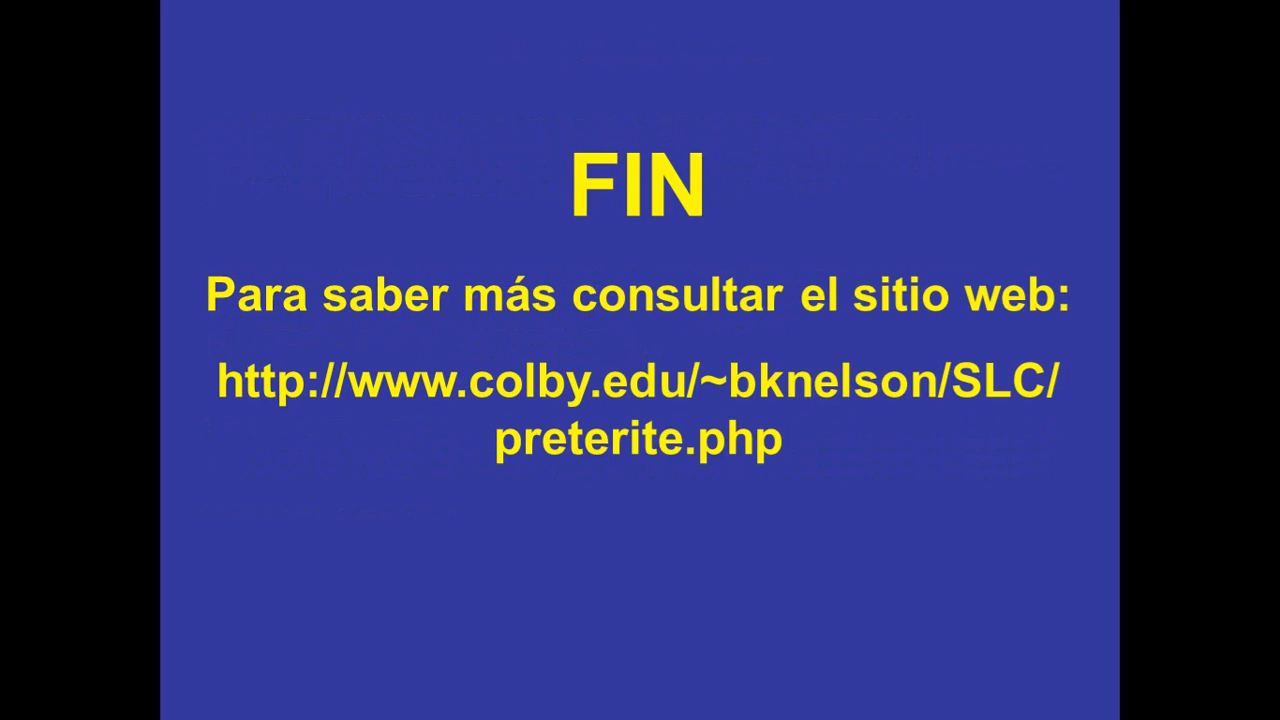 FIN
Para saber más consultar el sitio web:
http://www.colby.edu/~bknelson/SLC/
preterite.php